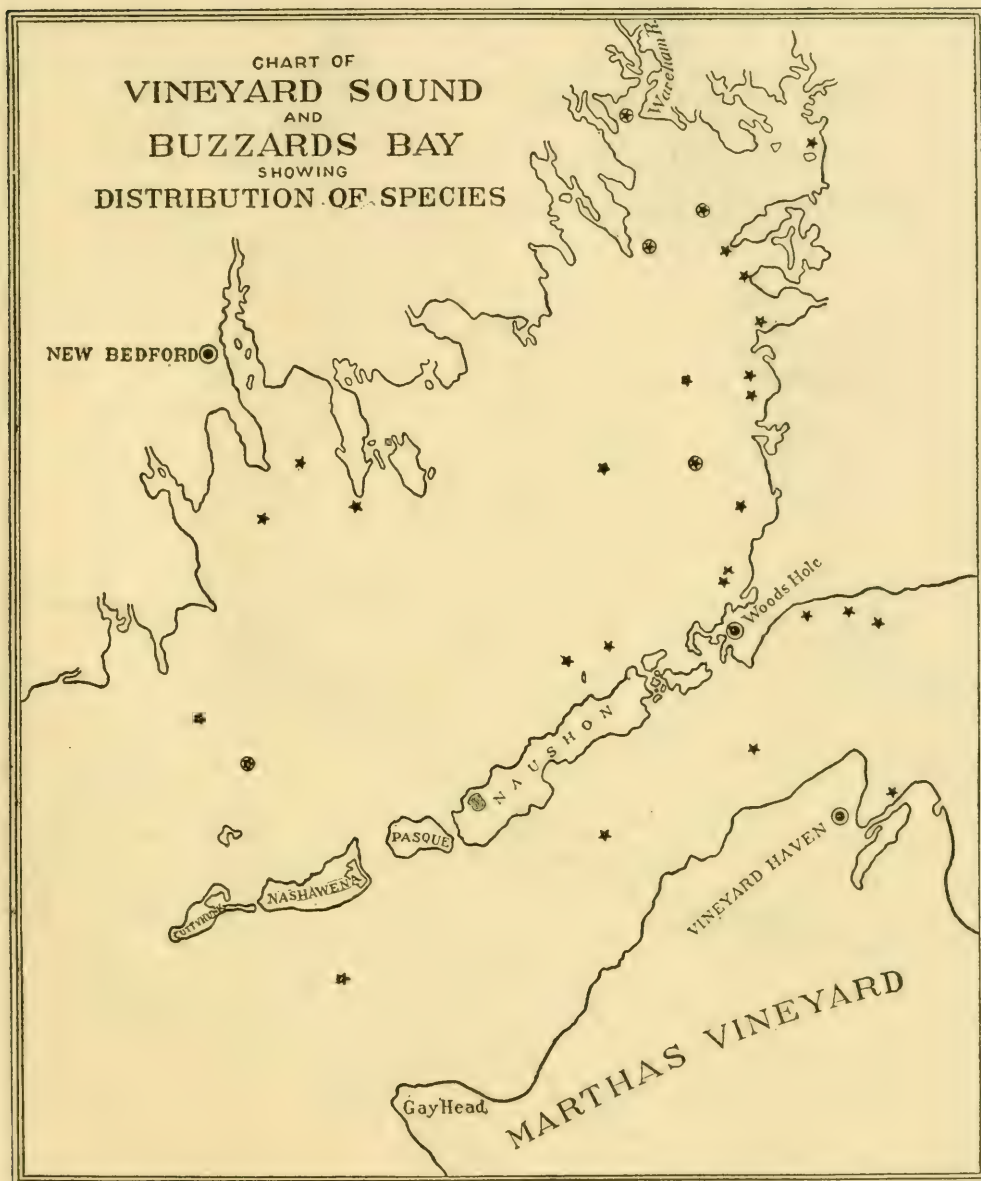 CHART OF
VINEYARD SOUND
AND
BUZZARDS BAY
SHOWING
DISTRIBUTION OF SPECIES
Wareham R.
NEW BEDFORD
Woods Hole
NAUSHON
PASQUE
NASHAWENA
CUTTYHUNK
VINEYARD HAVEN
MARTHAS VINEYARD
Gay Head